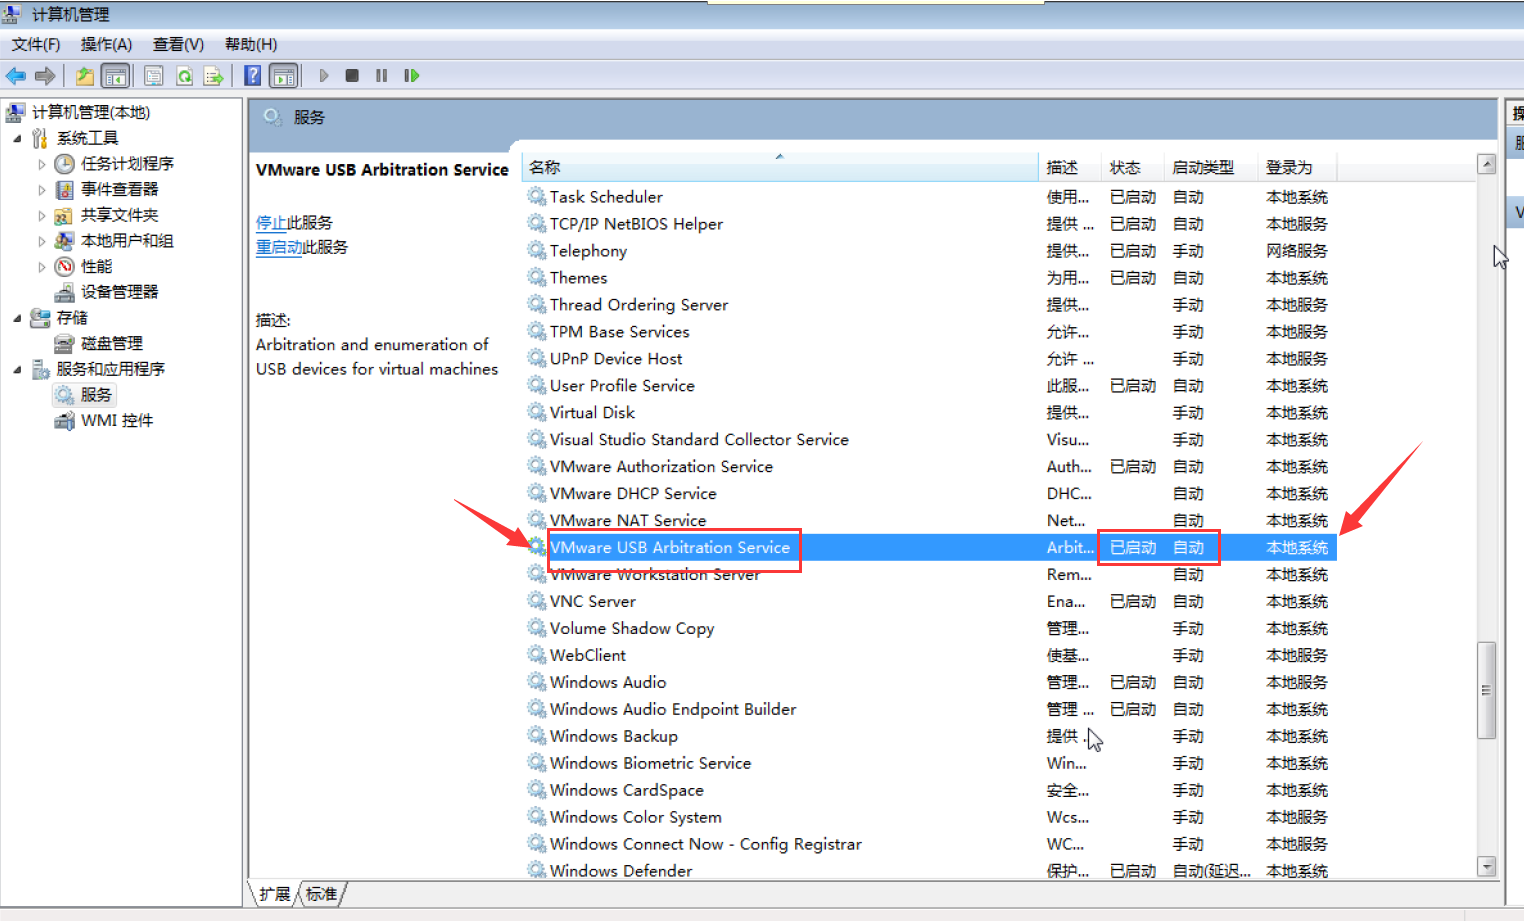 计算机管理
文件(F) 操作(A) 查看(V) 帮助(H)
计算机管理(本地)
系统工具
任务计划程序
事件查看器
共享文件夹
本地用户和组
性能
设备管理器
存储
磁盘管理
服务和应用程序
服务
WMI 控件
服务
VMware USB Arbitration Service
停止此服务
重启动此服务
描述:
Arbitration and enumeration of
USB devices for virtual machines
名称 描述 状态 启动类型 登录为
Task Scheduler 使用... 已启动 自动 本地系统
TCP/IP NetBIOS Helper 提供 ... 已启动 自动 本地服务
Telephony 提供... 已启动 手动 网络服务
Themes 为用... 已启动 自动 本地系统
Thread Ordering Server 提供... 手动 本地服务
TPM Base Services 允许... 手动 本地服务
UPnP Device Host 允许 ... 手动 本地服务
User Profile Service 此服... 已启动 自动 本地系统
Virtual Disk 提供... 手动 本地系统
Visual Studio Standard Collector Service Visu... 手动 本地系统
VMware Authorization Service Auth... 已启动 自动 本地系统
VMware DHCP Service DHC... 自动 本地系统
VMware NAT Service Net... 自动 本地系统
VMware USB Arbitration Service Arbit... 已启动 自动 本地系统
VMware Workstation Server Rem... 自动 本地系统
VNC Server Ena... 已启动 自动 本地系统
Volume Shadow Copy 管理... 手动 本地系统
WebClient 使基... 手动 本地服务
Windows Audio 管理... 已启动 自动 本地服务
Windows Audio Endpoint Builder 管理 ... 已启动 自动 本地系统
Windows Backup 提供 ... 手动 本地系统
Windows Biometric Service Win... 手动 本地系统
Windows CardSpace 安全... 手动 本地系统
Windows Color System Wcs... 手动 本地服务
Windows Connect Now - Config Registrar WC... 手动 本地服务
Windows Defender 保护... 已启动 自动(延迟... 本地系统
扩展 标准
操
服
V